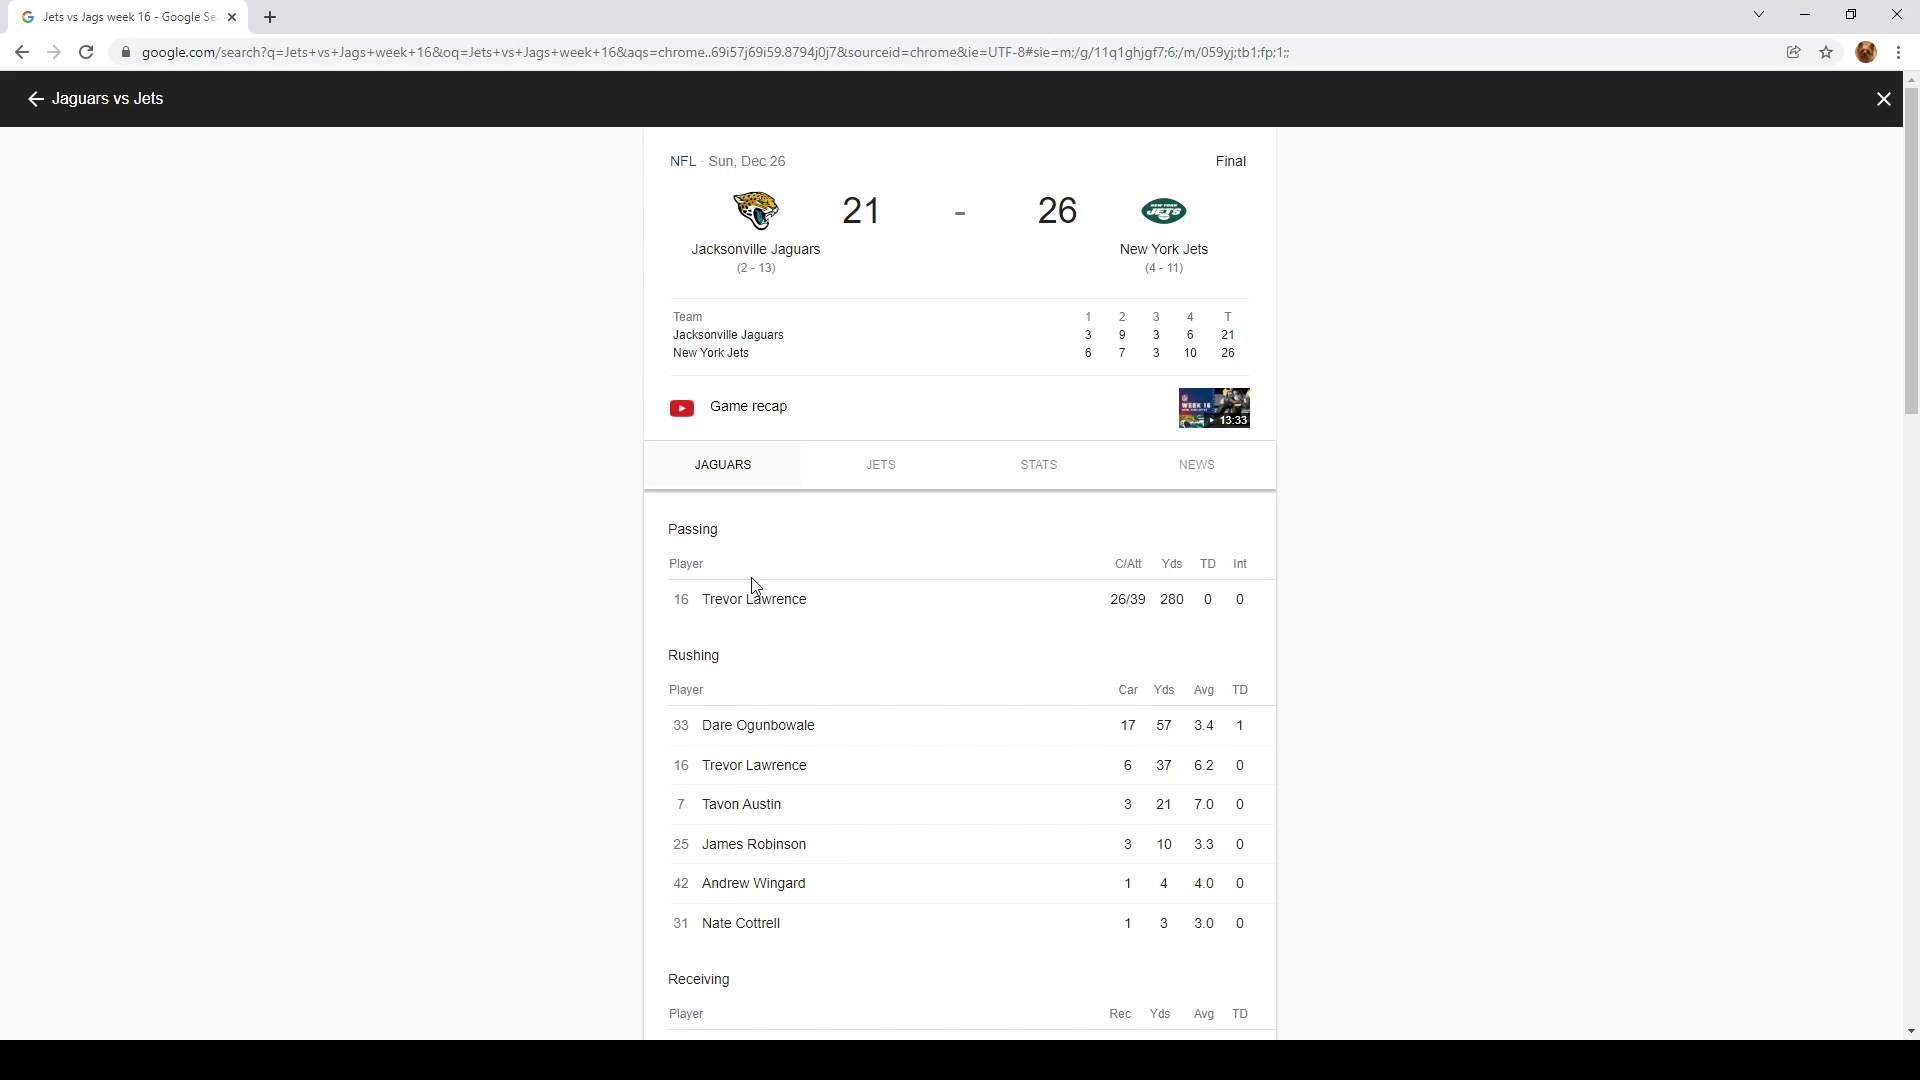 Jets vs Jags week 16 - Google Se
google.com/search?q=Jets+vs+Jags+week+16&oq=Jets+vs+Jags+week+16&aqs=chrome..69i57j69i59.8794j0j7&sourceid=chrome&ie=UTF-8#sie=m;/g/11q1ghjgf7;6;/m/059yj;tb1;fp;1;;
Jaguars vs Jets
NFL · Sun, Dec 26 Final
21 - 26
NEW YORK JETS
Jacksonville Jaguars New York Jets
(2 - 13) (4 - 11)
Team 1 2 3 4 T
Jacksonville Jaguars 3 9 3 6 21
New York Jets 6 7 3 10 26
Game recap
WEEK 16
13:33
JAGUARS JETS STATS NEWS
Passing
Player C/Att Yds TD Int
16 Trevor Lawrence 26/39 280 0 0
Rushing
Player Car Yds Avg TD
33 Dare Ogunbowale 17 57 3.4 1
16 Trevor Lawrence 6 37 6.2 0
7 Tavon Austin 3 21 7.0 0
25 James Robinson 3 10 3.3 0
42 Andrew Wingard 1 4 4.0 0
31 Nate Cottrell 1 3 3.0 0
Receiving
Player Rec Yds Avg TD